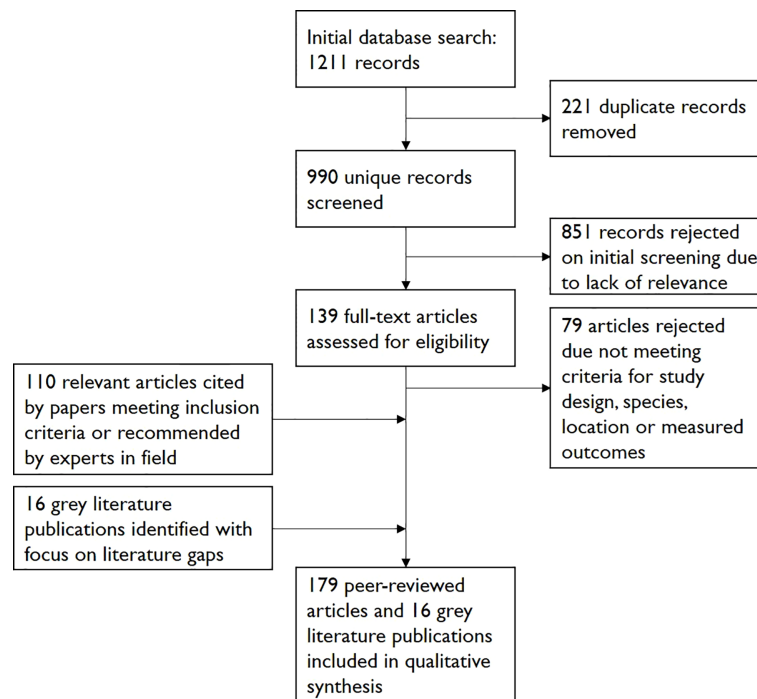 Initial database search:
1211 records
221 duplicate records
removed
990 unique records
screened
851 records rejected
on initial screening due
to lack of relevance
139 full-text articles
assessed for eligibility
79 articles rejected
due not meeting
criteria for study
design, species,
location or measured
outcomes
110 relevant articles cited
by papers meeting inclusion
criteria or recommended
by experts in field
16 grey literature
publications identified with
focus on literature gaps
179 peer-reviewed
articles and 16 grey
literature publications
included in qualitative
synthesis